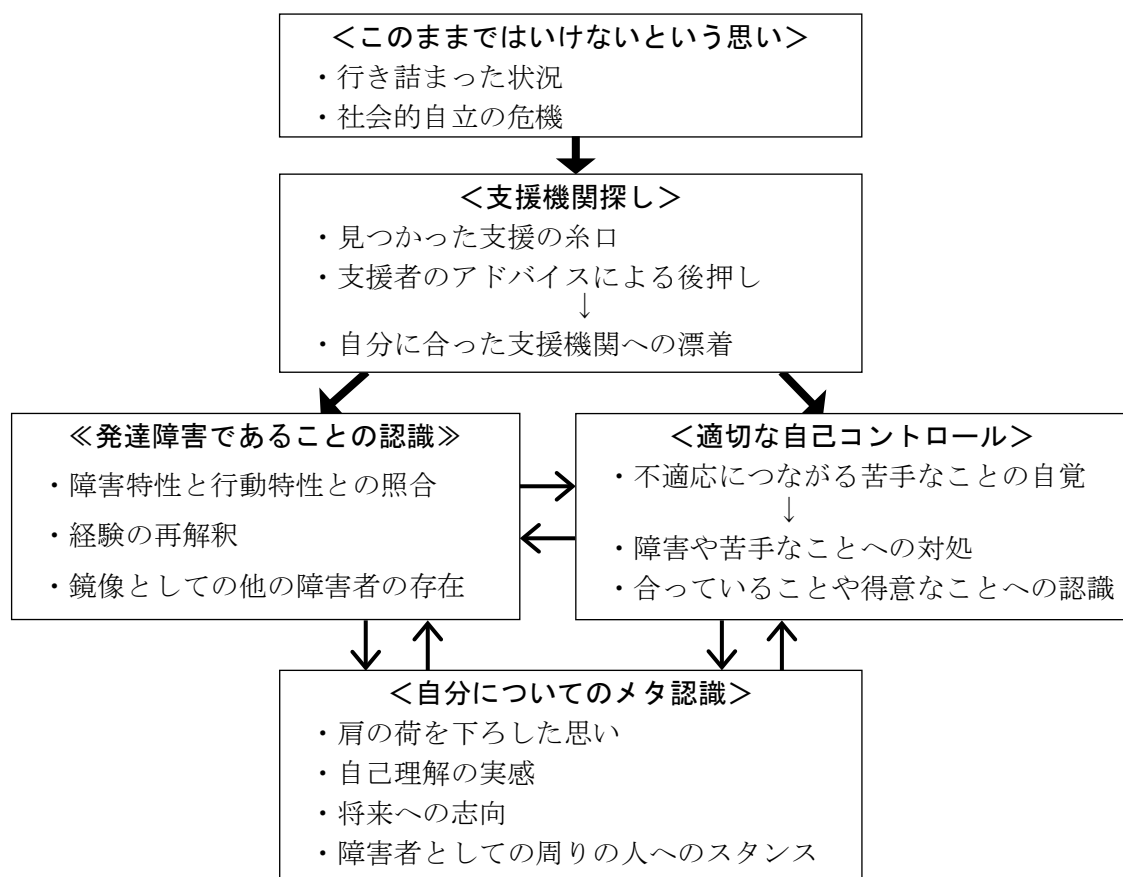 ＜このままではいけないという思い＞
・行き詰まった状況
・社会的自立の危機
＜支援機関探し＞
・見つかった支援の糸口
・支援者のアドバイスによる後押し
↓
・自分に合った支援機関への漂着
≪発達障害であることの認識≫
・障害特性と行動特性との照合
・経験の再解釈
・鏡像としての他の障害者の存在
＜適切な自己コントロール＞
・不適応につながる苦手なことの自覚
↓
・障害や苦手なことへの対処
・合っていることや得意なことへの認識
＜自分についてのメタ認識＞
・肩の荷を下ろした思い
・自己理解の実感
・将来への志向
・障害者としての周りの人へのスタンス